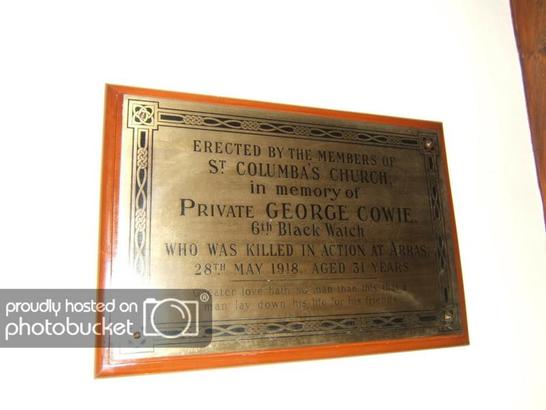 ERECTED BY THE MEMBERS OF
ST COLUMBA'S CHURCH,
in memory of
PRIVATE GEORGE COWIE.
6th Black Watch
WHO WAS KILLED IN ACTION AT ARRAS,
28TH MAY 1918. AGED 31 YEARS
Greater love hath no man than this that a
man lay down his life for his friends
proudly hosted on
photobucket®